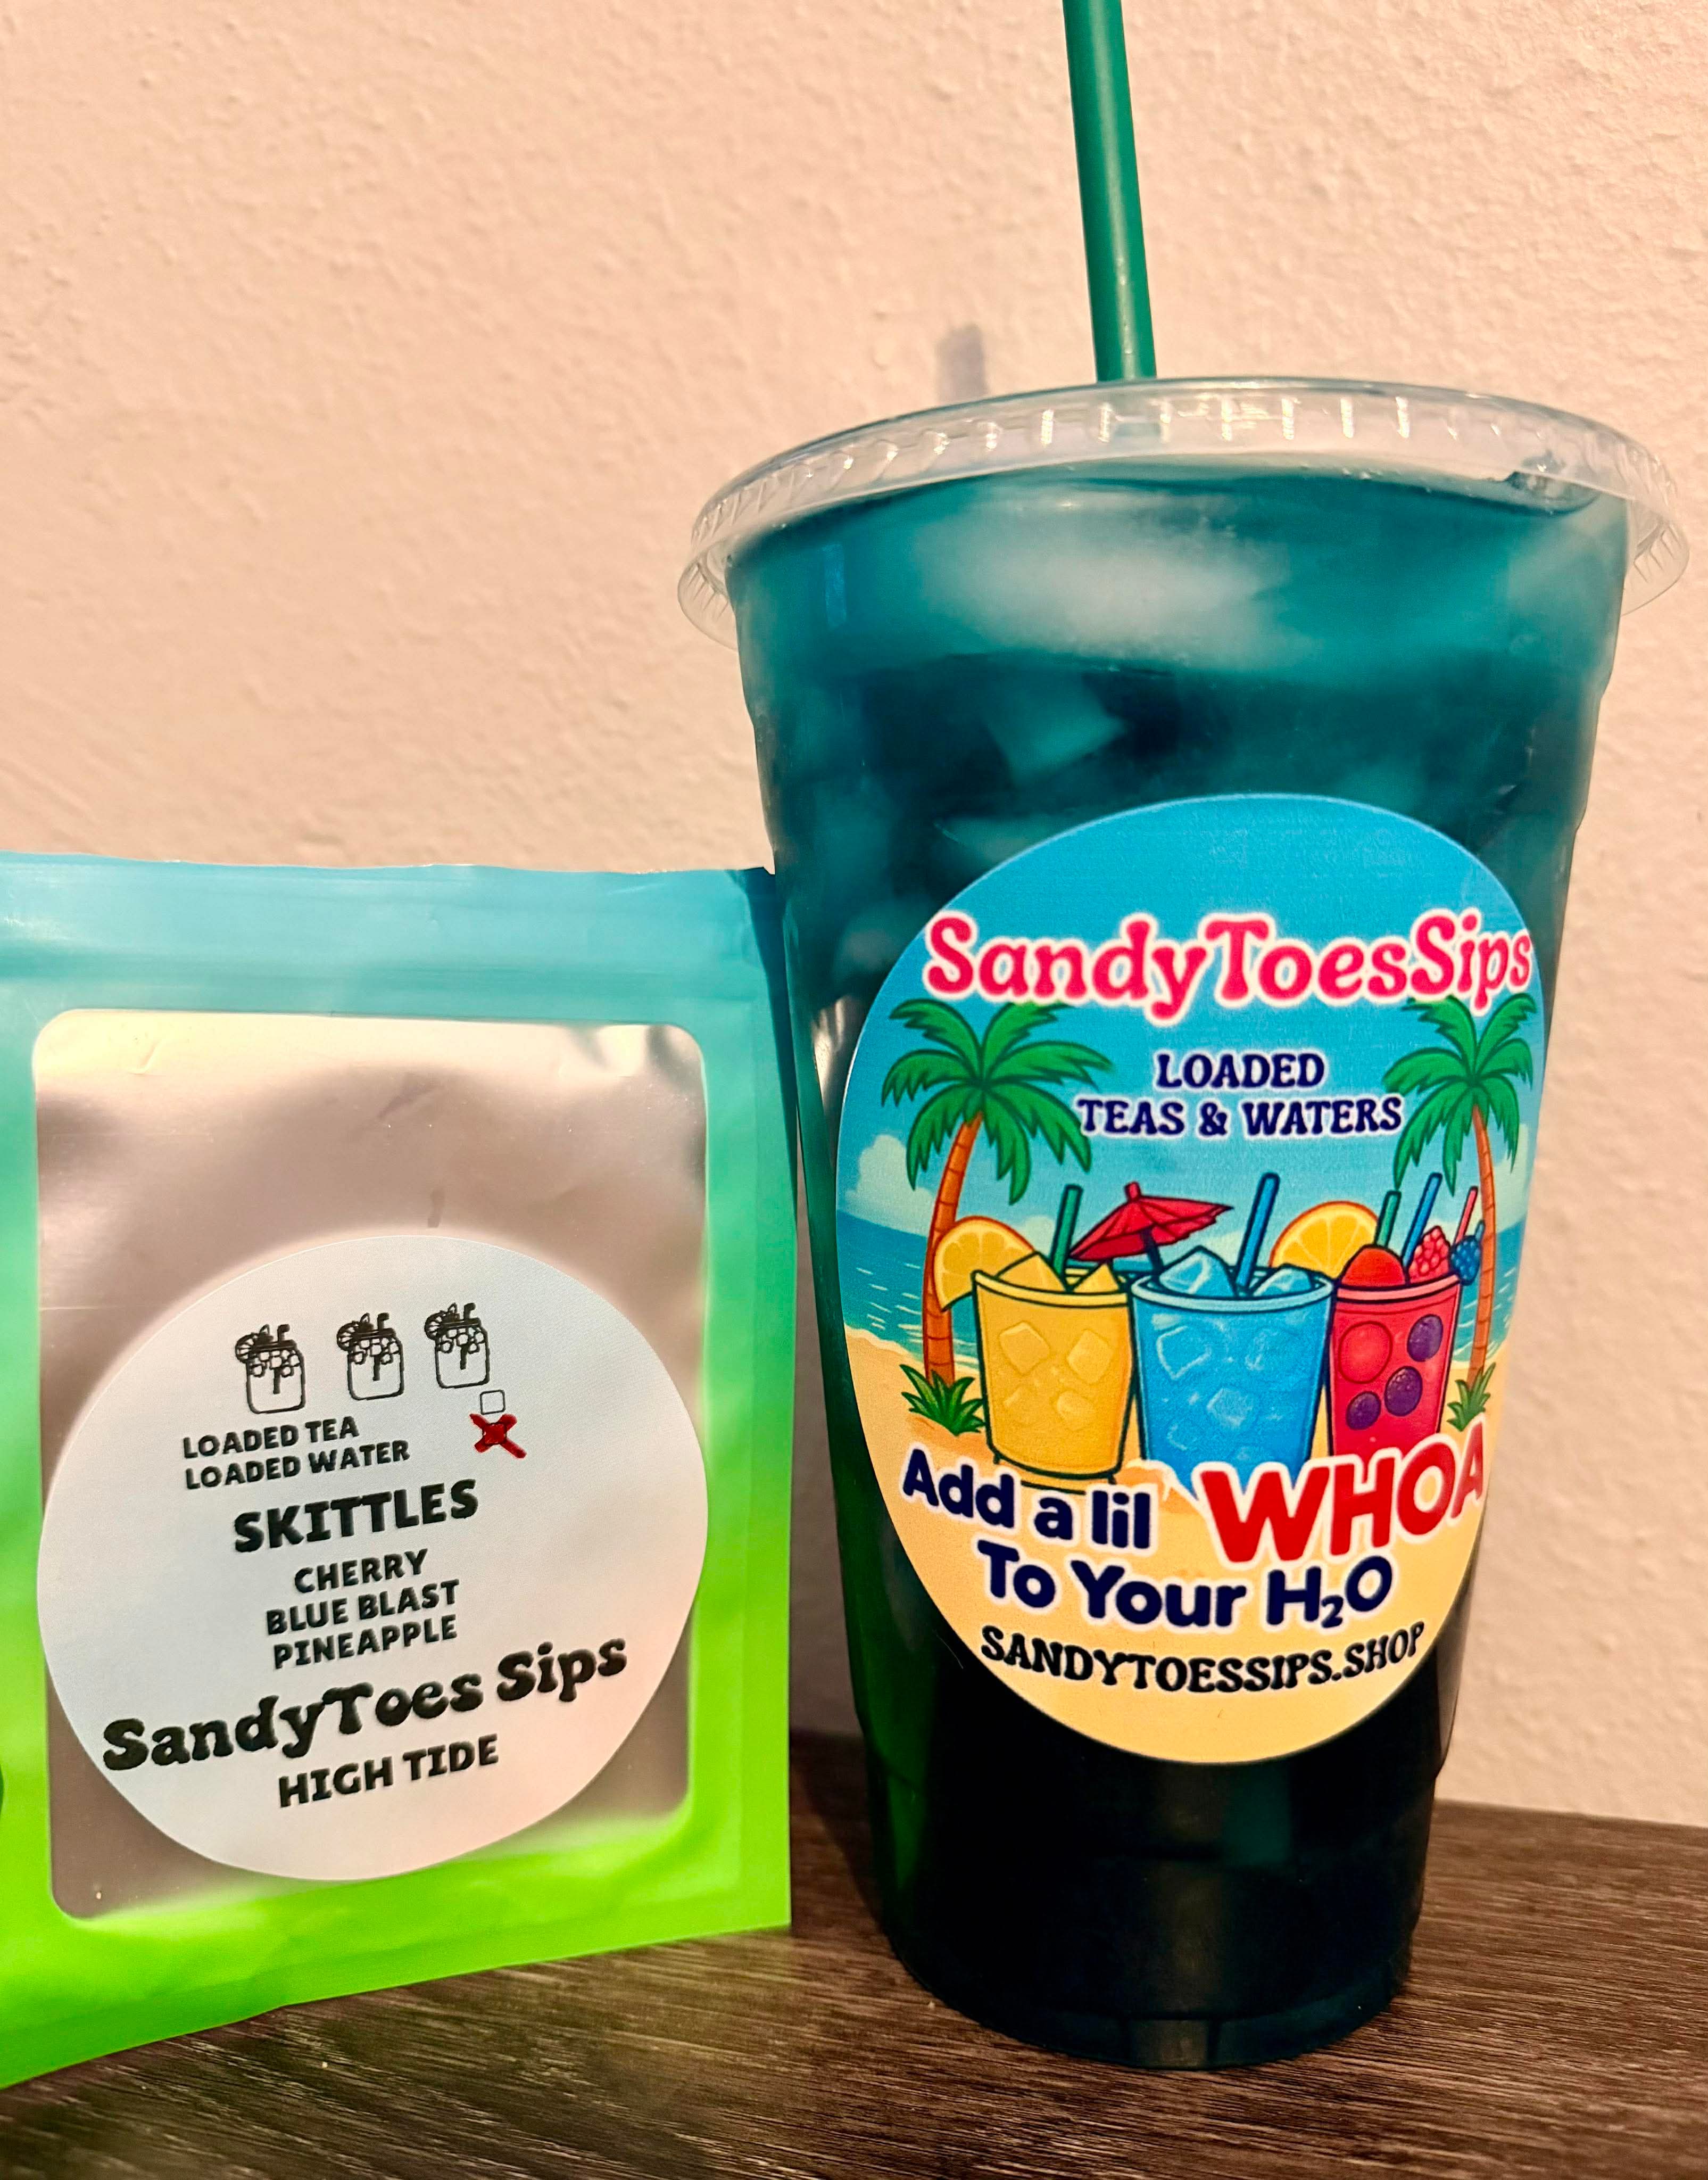 LOADED TEA
LOADED WATER
SKITTLES
CHERRY
BLUE BLAST
PINEAPPLE
SandyToes Sips
HIGH TIDE
SandyToesSips
LOADED
TEAS & WATERS
Add a lil WHOA
To Your H₂O
SANDYTOESSIPS.SHOP